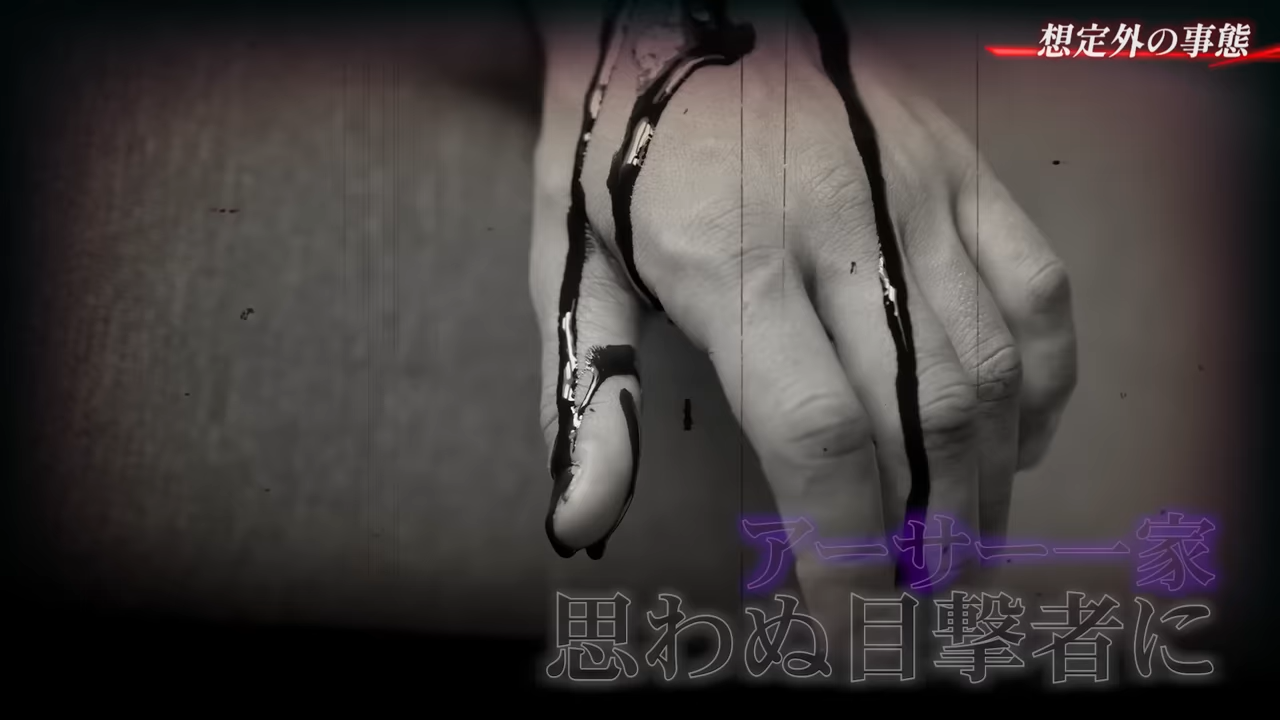 想定外の事態
アーサー一家
思わぬ目撃者に